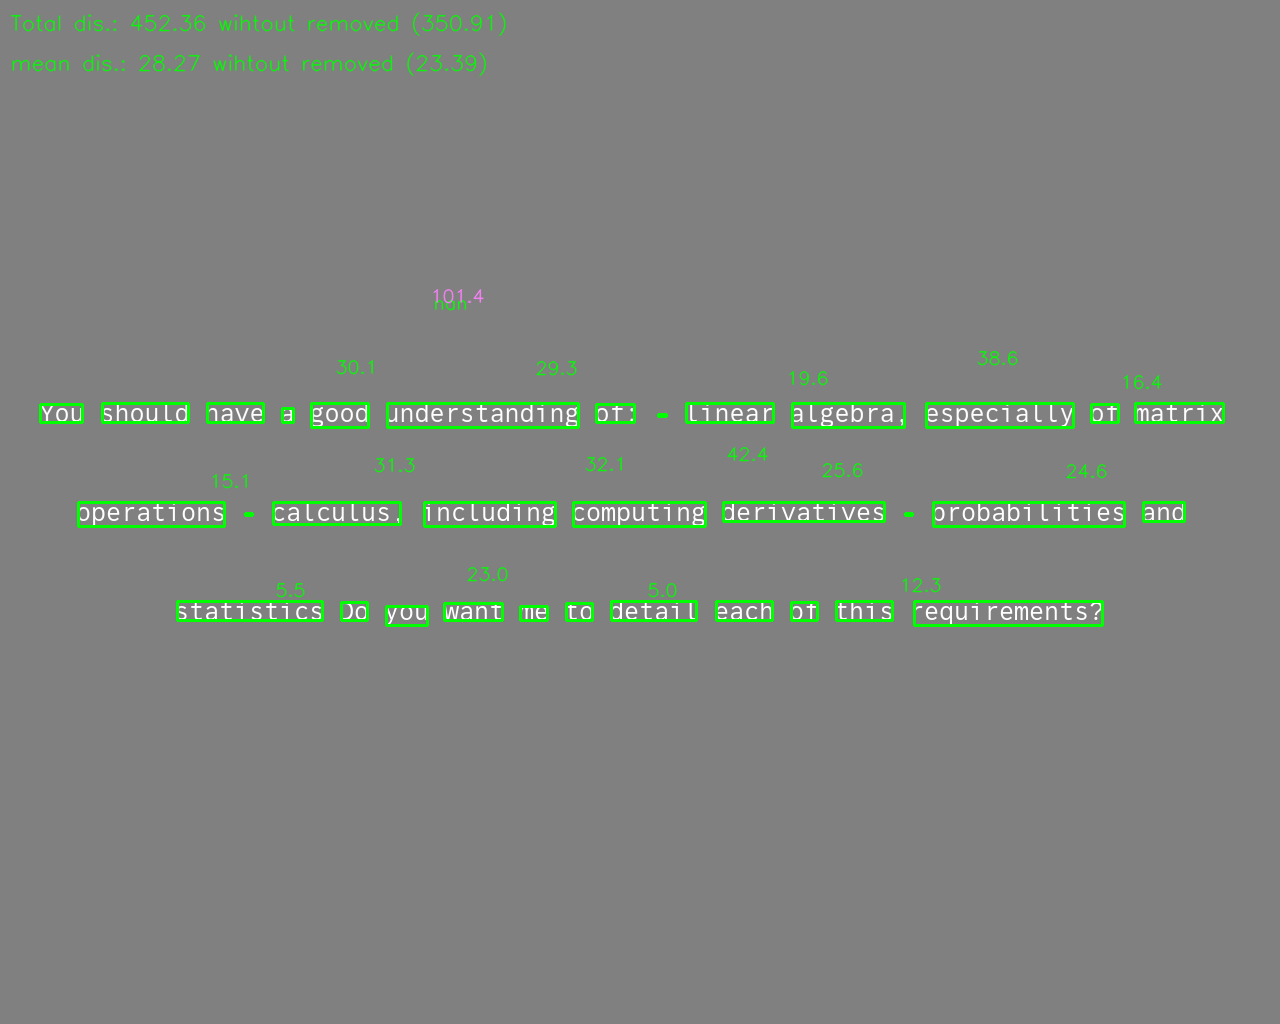 Total dis.: 452.36 wihtout removed (350.91)
mean dis.: 28.27 wihtout removed (23.39)
101.4
nan
30.1 29.3 19.6 38.6 16.4
You should have a good understanding of: - linear algebra, especially of matrix
15.1 31.3 32.1 42.4 25.6 24.6
operations - calculus, including computing derivatives - probabilities and
5.5 23.0 5.0 12.3
statistics Do you want me to detail each of this requirements?